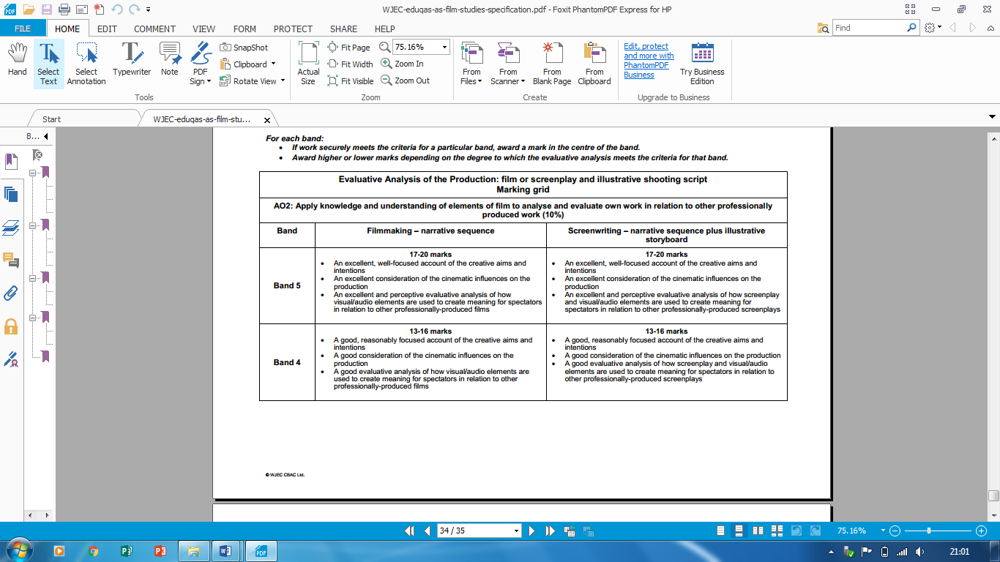 WJEC-eduqas-as-film-studies-specification.pdf - Foxit PhantomPDF Express for HP
FILE HOME EDIT COMMENT VIEW FORM PROTECT SHARE HELP
Find
Hand
Select Text
Select Annotation
Typewriter
Note
PDF Sign
SnapShot
Clipboard
Rotate View
Tools
Actual Size
Fit Page
Fit Width
Fit Visible
75.16%
Zoom In
Zoom Out
Zoom
From Files
From Scanner
From Blank Page
From Clipboard
Create
Edit, protect
and more with
PhantomPDF
Business
Try Business Edition
Upgrade to Business
Start
WJEC-eduqas-as-film-stu...
B...
For each band:
• If work securely meets the criteria for a particular band, award a mark in the centre of the band.
• Award higher or lower marks depending on the degree to which the evaluative analysis meets the criteria for that band.
Evaluative Analysis of the Production: film or screenplay and illustrative shooting script
Marking grid
AO2: Apply knowledge and understanding of elements of film to analyse and evaluate own work in relation to other professionally
produced work (10%)
Band
Filmmaking – narrative sequence
Screenwriting – narrative sequence plus illustrative
storyboard
Band 5
17-20 marks
• An excellent, well-focused account of the creative aims and
intentions
• An excellent consideration of the cinematic influences on the
production
• An excellent and perceptive evaluative analysis of how
visual/audio elements are used to create meaning for spectators
in relation to other professionally-produced films
17-20 marks
• An excellent, well-focused account of the creative aims and
intentions
• An excellent consideration of the cinematic influences on the
production
• An excellent and perceptive evaluative analysis of how screenplay
and visual/audio elements are used to create meaning for
spectators in relation to other professionally-produced screenplays
Band 4
13-16 marks
• A good, reasonably focused account of the creative aims and
intentions
• A good consideration of the cinematic influences on the
production
• A good evaluative analysis of how visual/audio elements are
used to create meaning for spectators in relation to other
professionally-produced films
13-16 marks
• A good, reasonably focused account of the creative aims and
intentions
• A good consideration of the cinematic influences on the production
• A good evaluative analysis of how screenplay and visual/audio
elements are used to create meaning for spectators in relation to
other professionally-produced screenplays
© WJEC CBAC Ltd.
34 / 35
75.16%
21:01